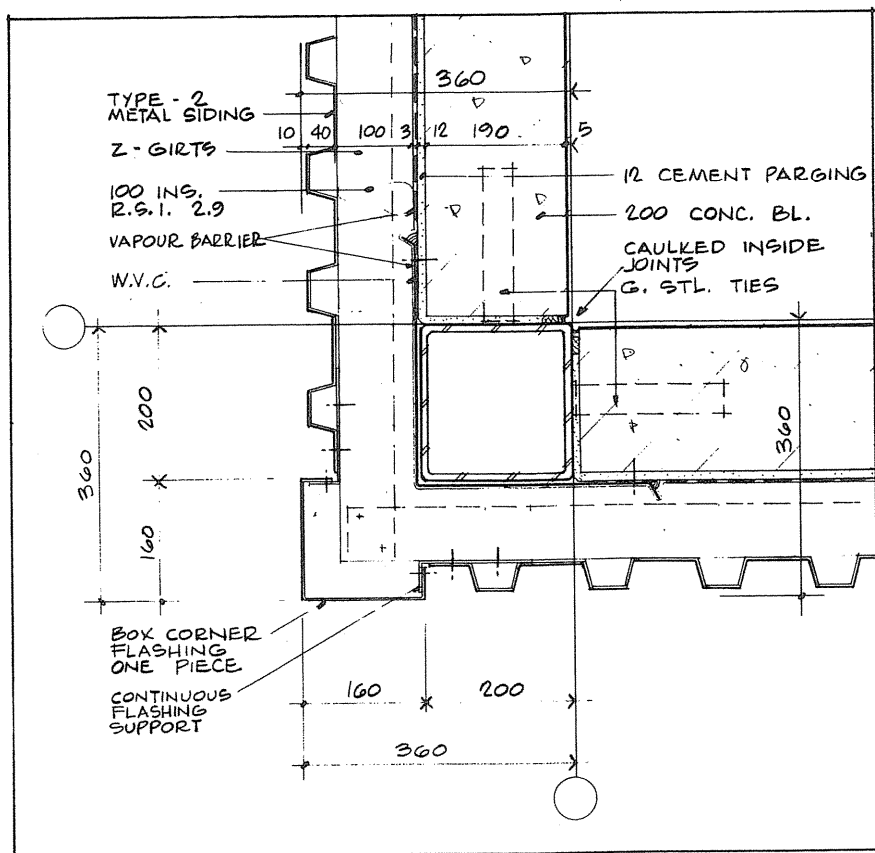 360
TYPE - 2
METAL SIDING
10 40 100 3 12 190 5
Z - GIRTS
12 CEMENT PARGING
100 INS.
R.S.I. 2.9
200 CONC. BL.
VAPOUR BARRIER
CAULKED INSIDE
JOINTS
W.V.C.
G. STL. TIES
200
360
360
160
BOX CORNER
FLASHING
ONE PIECE
160
200
CONTINUOUS
FLASHING
SUPPORT
360